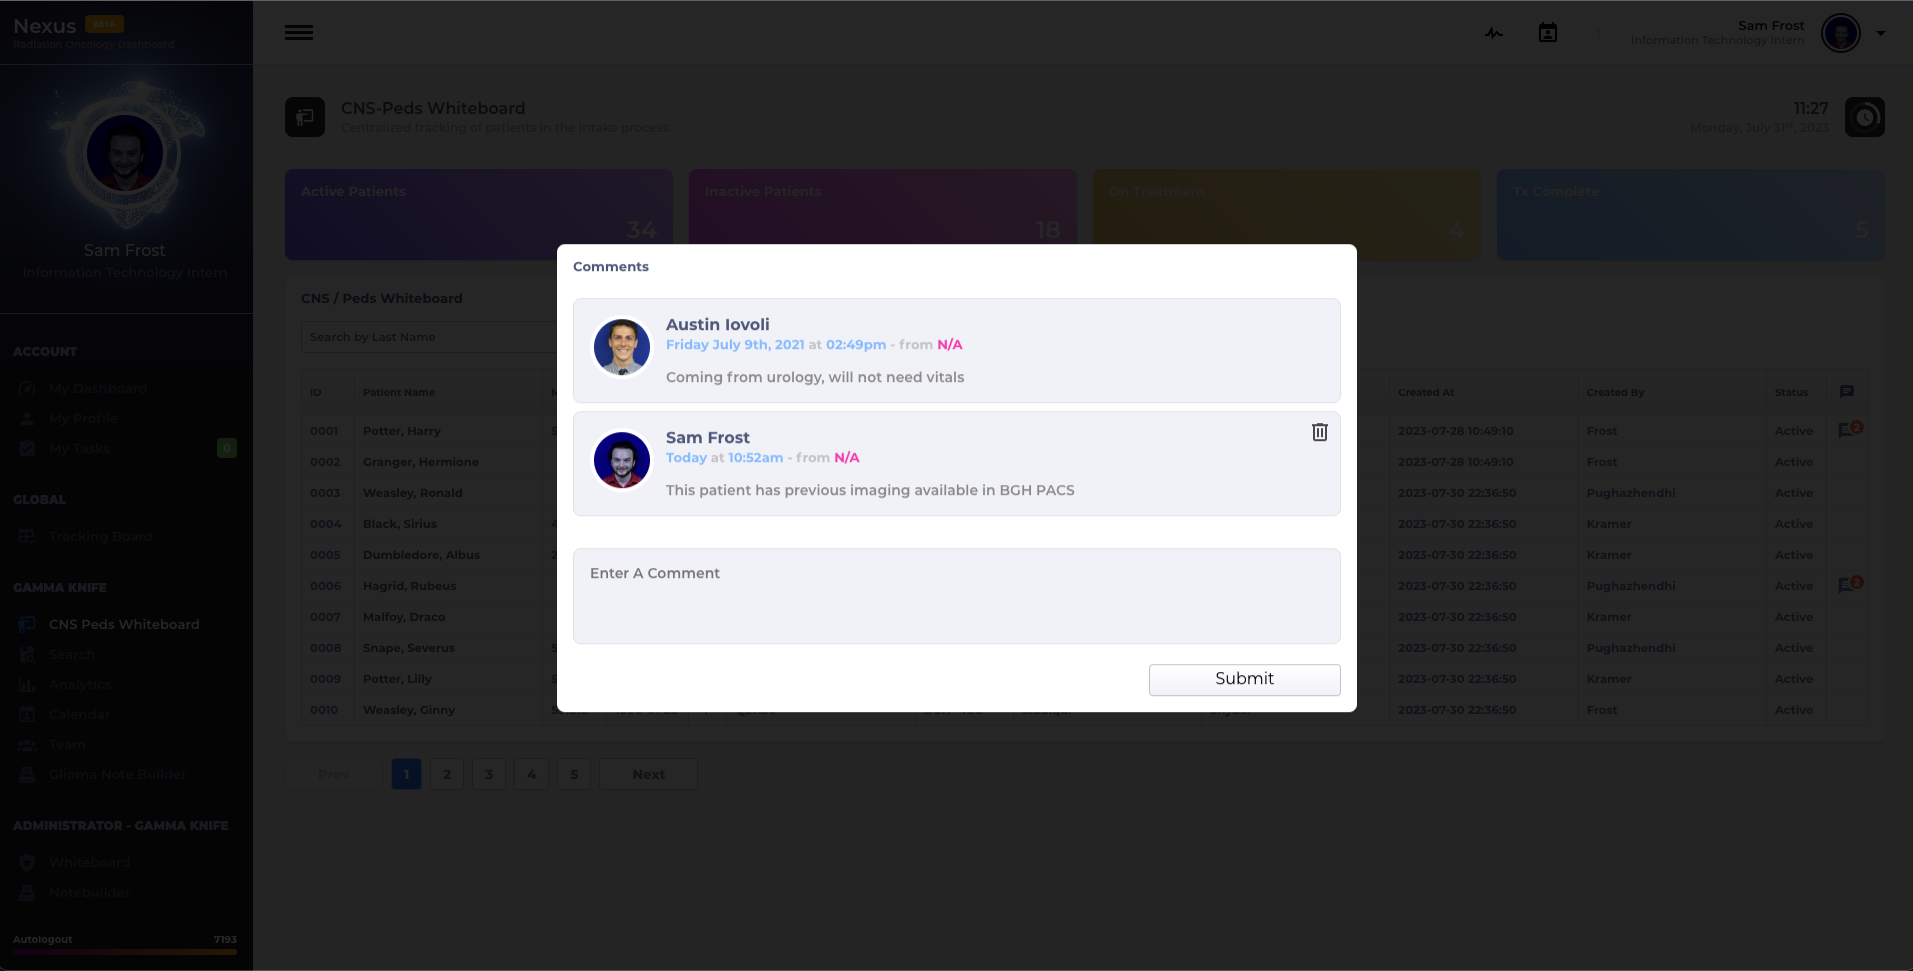 Nexus BETA
Radiation Oncology Dashboard
Sam Frost
Information Technology Intern
Sam Frost
Information Technology Intern
ACCOUNT
My Dashboard
My Profile
My Tasks 0
GLOBAL
Tracking Board
GAMMA KNIFE
CNS Peds Whiteboard
Search
Analytics
Calendar
Team
Glioma Note Builder
ADMINISTRATOR - GAMMA KNIFE
Whiteboard
Notebuilder
Autologout 7193
CNS-Peds Whiteboard
Centralized tracking of patients in the intake process.
11:27
Monday, July 31st, 2023
Active Patients
34
Inactive Patients
18
On Treatment
4
Tx Complete
5
CNS / Peds Whiteboard
Search by Last Name
ID Patient Name Created At Created By Status
0001 Potter, Harry 2023-07-28 10:49:10 Frost Active 2
0002 Granger, Hermione 2023-07-28 10:49:10 Frost Active
0003 Weasley, Ronald 2023-07-30 22:36:50 Pughazhendhi Active
0004 Black, Sirius 2023-07-30 22:36:50 Kramer Active
0005 Dumbledore, Albus 2023-07-30 22:36:50 Kramer Active
0006 Hagrid, Rubeus 2023-07-30 22:36:50 Pughazhendhi Active 2
0007 Malfoy, Draco 2023-07-30 22:36:50 Kramer Active
0008 Snape, Severus 2023-07-30 22:36:50 Pughazhendhi Active
0009 Potter, Lilly 2023-07-30 22:36:50 Kramer Active
0010 Weasley, Ginny 2023-07-30 22:36:50 Frost Active
Prev 1 2 3 4 5 Next
Comments
Austin Iovoli
Friday July 9th, 2021 at 02:49pm - from N/A
Coming from urology, will not need vitals
Sam Frost
Today at 10:52am - from N/A
This patient has previous imaging available in BGH PACS
Enter A Comment
Submit